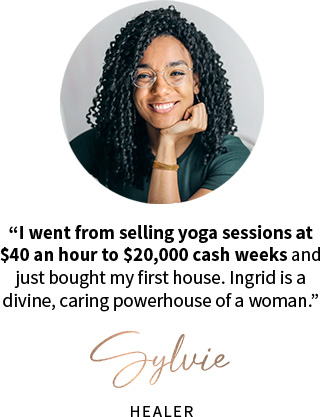 “I went from selling yoga sessions at
$40 an hour to $20,000 cash weeks and
just bought my first house. Ingrid is a
divine, caring powerhouse of a woman.”
Sylvie
HEALER